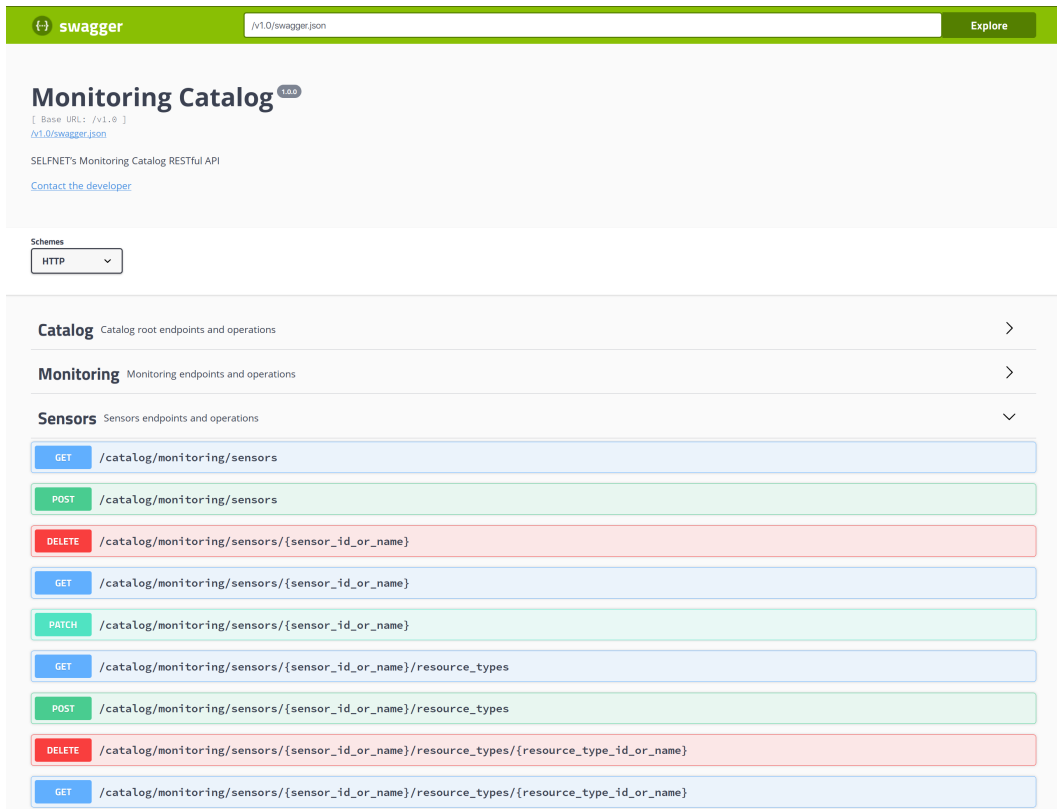 {···} swagger
/v1.0/swagger.json
Explore
Monitoring Catalog 1.0.0
[ Base URL: /v1.0 ]
/v1.0/swagger.json
SELFNET's Monitoring Catalog RESTful API
Contact the developer
Schemes
HTTP
Catalog Catalog root endpoints and operations
Monitoring Monitoring endpoints and operations
Sensors Sensors endpoints and operations
GET /catalog/monitoring/sensors
POST /catalog/monitoring/sensors
DELETE /catalog/monitoring/sensors/{sensor_id_or_name}
GET /catalog/monitoring/sensors/{sensor_id_or_name}
PATCH /catalog/monitoring/sensors/{sensor_id_or_name}
GET /catalog/monitoring/sensors/{sensor_id_or_name}/resource_types
POST /catalog/monitoring/sensors/{sensor_id_or_name}/resource_types
DELETE /catalog/monitoring/sensors/{sensor_id_or_name}/resource_types/{resource_type_id_or_name}
GET /catalog/monitoring/sensors/{sensor_id_or_name}/resource_types/{resource_type_id_or_name}